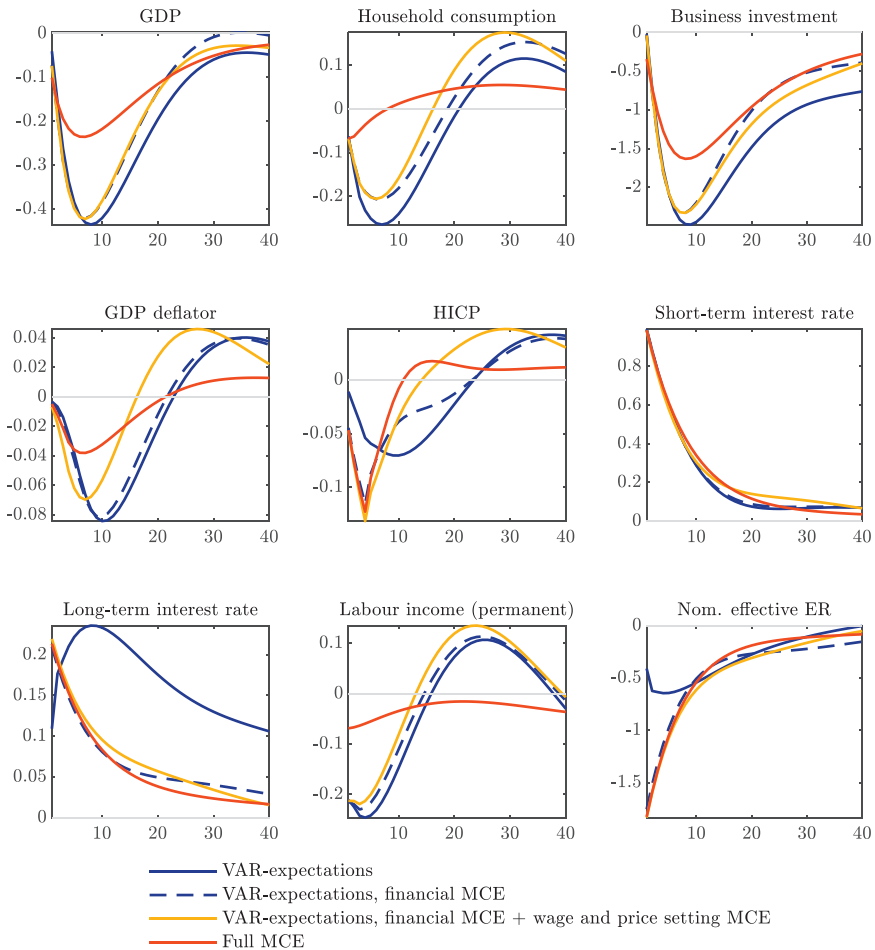 GDP
Household consumption
Business investment
0
-0.1
-0.2
-0.3
-0.4
10 20 30 40
0.1
0
-0.1
-0.2
10 20 30 40
0
-0.5
-1
-1.5
-2
10 20 30 40
GDP deflator
HICP
Short-term interest rate
0.04
0.02
0
-0.02
-0.04
-0.06
-0.08
10 20 30 40
0
-0.05
-0.1
10 20 30 40
0.8
0.6
0.4
0.2
0
10 20 30 40
Long-term interest rate
Labour income (permanent)
Nom. effective ER
0.2
0.15
0.1
0.05
0
10 20 30 40
0.1
0
-0.1
-0.2
10 20 30 40
0
-0.5
-1
-1.5
10 20 30 40
VAR-expectations
VAR-expectations, financial MCE
VAR-expectations, financial MCE + wage and price setting MCE
Full MCE